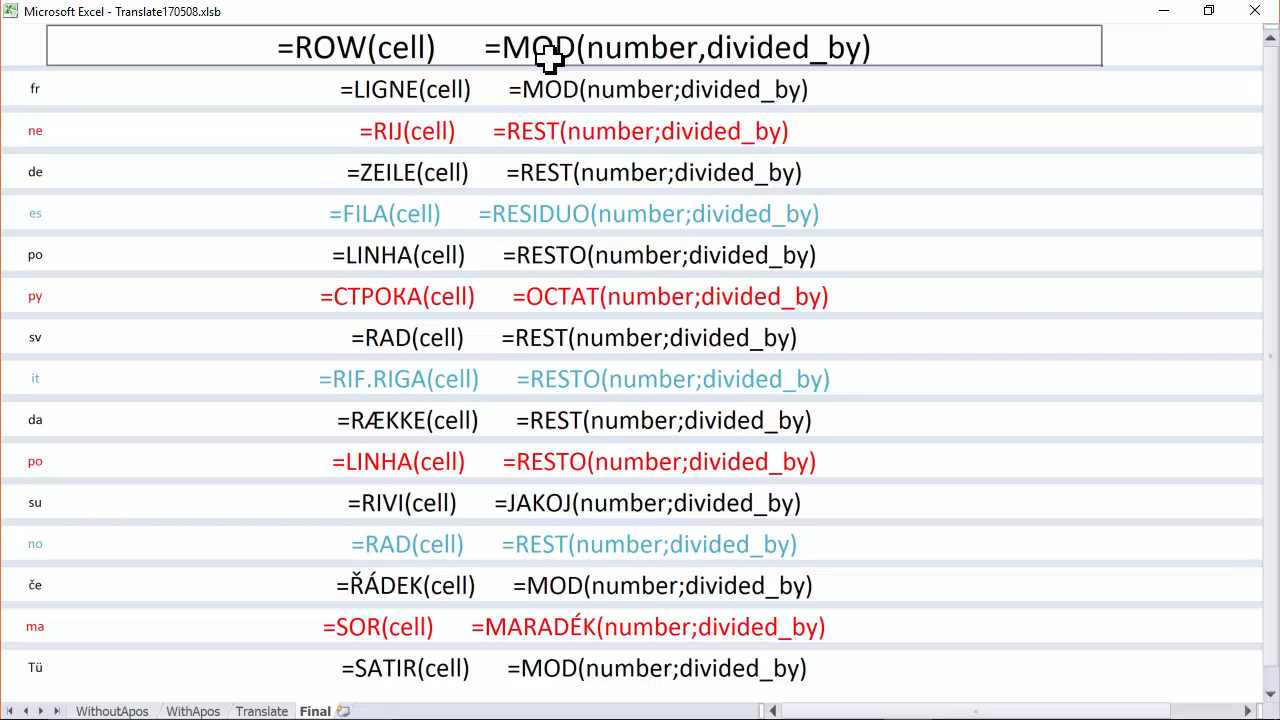 Microsoft Excel - Translate170508.xlsb
=ROW(cell) =MOD(number,divided_by)
fr =LIGNE(cell) =MOD(number;divided_by)
ne =RIJ(cell) =REST(number;divided_by)
de =ZEILE(cell) =REST(number;divided_by)
es =FILA(cell) =RESIDUO(number;divided_by)
po =LINHA(cell) =RESTO(number;divided_by)
ру =СТРОКА(cell) =ОСТАТ(number;divided_by)
sv =RAD(cell) =REST(number;divided_by)
it =RIF.RIGA(cell) =RESTO(number;divided_by)
da =RÆKKE(cell) =REST(number;divided_by)
po =LINHA(cell) =RESTO(number;divided_by)
su =RIVI(cell) =JAKOJ(number;divided_by)
no =RAD(cell) =REST(number;divided_by)
če =ŘÁDEK(cell) =MOD(number;divided_by)
ma =SOR(cell) =MARADÉK(number;divided_by)
Tü =SATIR(cell) =MOD(number;divided_by)
WithoutApos WithApos Translate Final